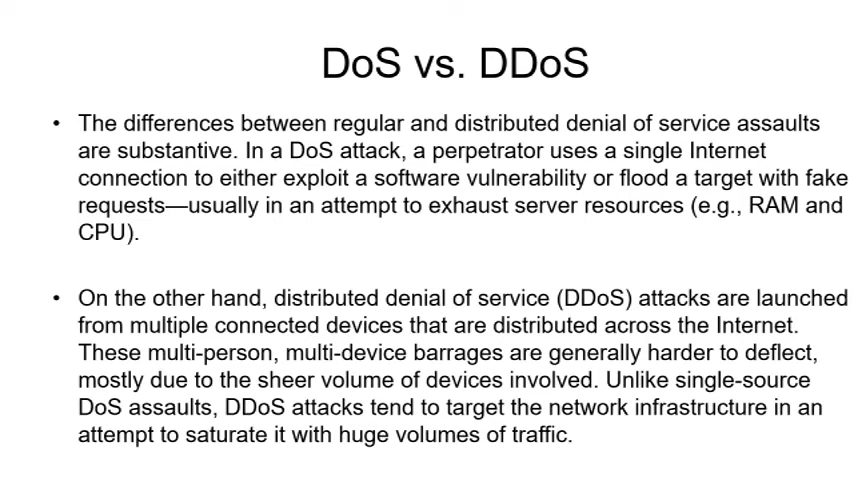 DoS vs. DDoS
• The differences between regular and distributed denial of service assaults
are substantive. In a DoS attack, a perpetrator uses a single Internet
connection to either exploit a software vulnerability or flood a target with fake
requests—usually in an attempt to exhaust server resources (e.g., RAM and
CPU).
• On the other hand, distributed denial of service (DDoS) attacks are launched
from multiple connected devices that are distributed across the Internet.
These multi-person, multi-device barrages are generally harder to deflect,
mostly due to the sheer volume of devices involved. Unlike single-source
DoS assaults, DDoS attacks tend to target the network infrastructure in an
attempt to saturate it with huge volumes of traffic.